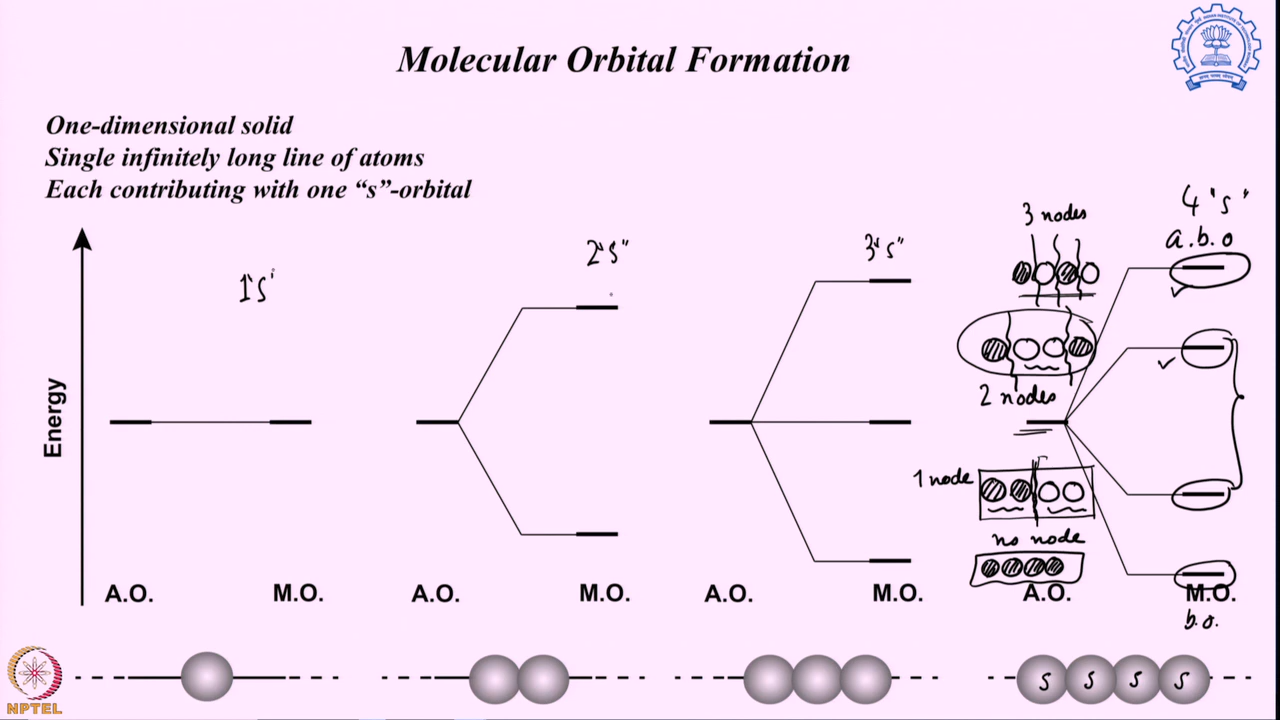 Molecular Orbital Formation
One-dimensional solid
Single infinitely long line of atoms
Each contributing with one “s”-orbital
Energy
1's'
2"s"
3"s"
4 "s"
a.b.o
3 nodes
2 nodes
1 node
no node
A.O.
M.O.
A.O.
M.O.
A.O.
M.O.
A.O.
M.O.
b.o.
s s s s
NPTEL